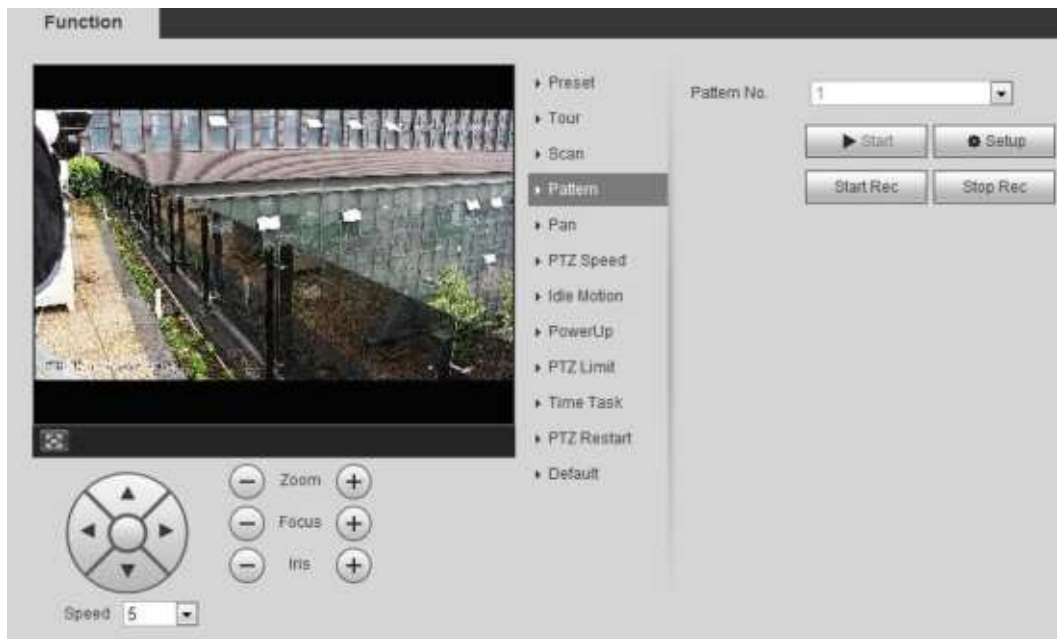 Function
Preset
Tour
Scan
Pattern
Pan
PTZ Speed
Idle Motion
PowerUp
PTZ Limit
Time Task
PTZ Restart
Default
Pattern No. 1
Start Setup
Start Rec Stop Rec
Zoom
Focus
Iris
Speed 5